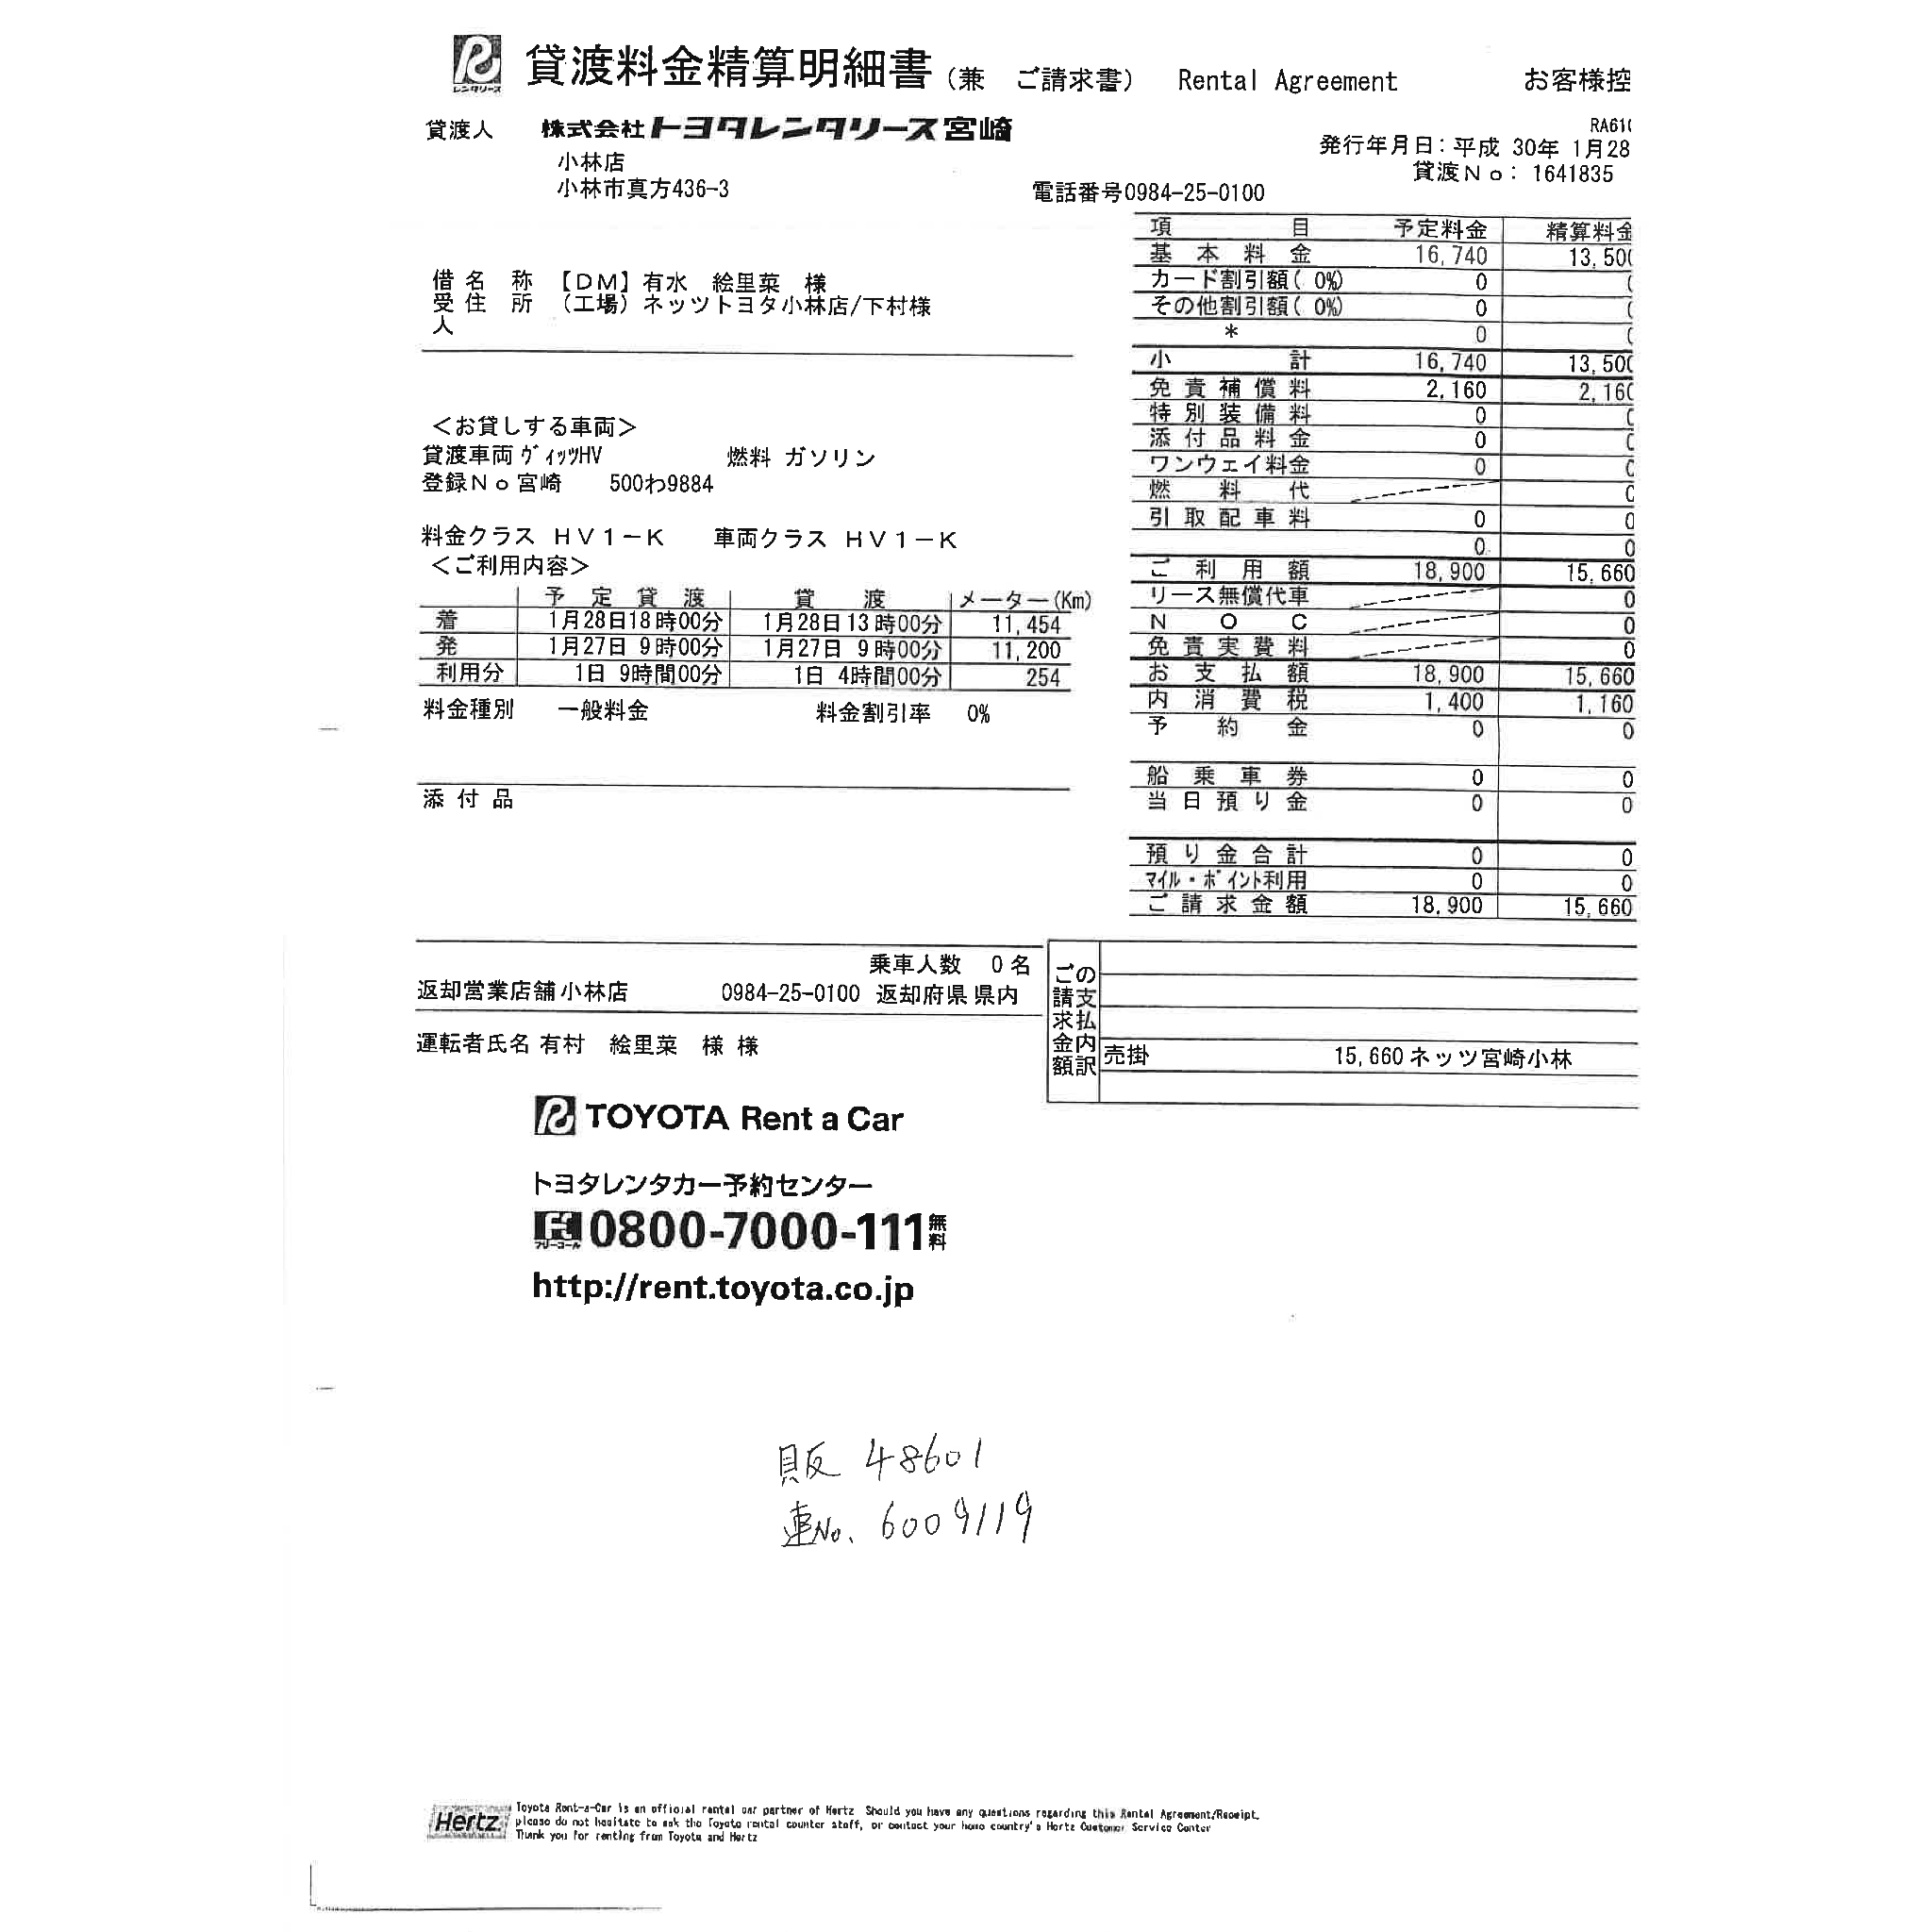 レンタリース
貸渡料金精算明細書(兼 ご請求書) Rental Agreement お客様控
RA610
貸渡人 株式会社トヨタレンタリース宮崎
発行年月日:平成 30年 1月28
小林店
貸渡No: 1641835
小林市真方436-3
電話番号0984-25-0100
項目 予定料金 精算料金
基本料金 16,740 13,500
カード割引額( 0%) 0 0
その他割引額( 0%) 0 0
* 0 0
小計 16,740 13,500
免責補償料 2,160 2,160
特別装備料 0 0
添付品料金 0 0
ワンウェイ料金 0 0
燃料代 0
引取配車料 0 0
0 0
ご利用額 18,900 15,660
リース無償代車 0
NOC 0
免責実費料 0
お支払額 18,900 15,660
内消費税 1,400 1,160
予約金 0 0
船乗車券 0 0
当日預り金 0 0
預り金合計 0 0
マイル・ポイント利用 0 0
ご請求金額 18,900 15,660
借受人
名称 【DM】有水 絵里菜 様
住所 (工場)ネッツトヨタ小林店/下村様
<お貸しする車両>
貸渡車両 ヴィッツHV 燃料 ガソリン
登録No 宮崎 500わ9884
料金クラス HV1-K 車両クラス HV1-K
<ご利用内容>
予定貸渡 貸渡 メーター(Km)
着 1月28日18時00分 1月28日13時00分 11,454
発 1月27日 9時00分 1月27日 9時00分 11,200
利用分 1日 9時間00分 1日 4時間00分 254
料金種別 一般料金 料金割引率 0%
添付品
乗車人数 0名
返却営業店舗 小林店 0984-25-0100 返却府県 県内
運転者氏名 有村 絵里菜 様 様
ご請求金額の支払内訳
売掛 15,660 ネッツ宮崎小林
TOYOTA Rent a Car
トヨタレンタカー予約センター
フリーコール 0800-7000-111 無料
http://rent.toyota.co.jp
販 48601
車No. 6009119
Hertz
Toyota Rent-a-Car is an official rental car partner of Hertz Should you have any questions regarding this Rental Agreement/Receipt,
please do not hesitate to ask the Toyota rental counter staff, or contact your home country's Hertz Customer Service Center
Thank you for renting from Toyota and Hertz